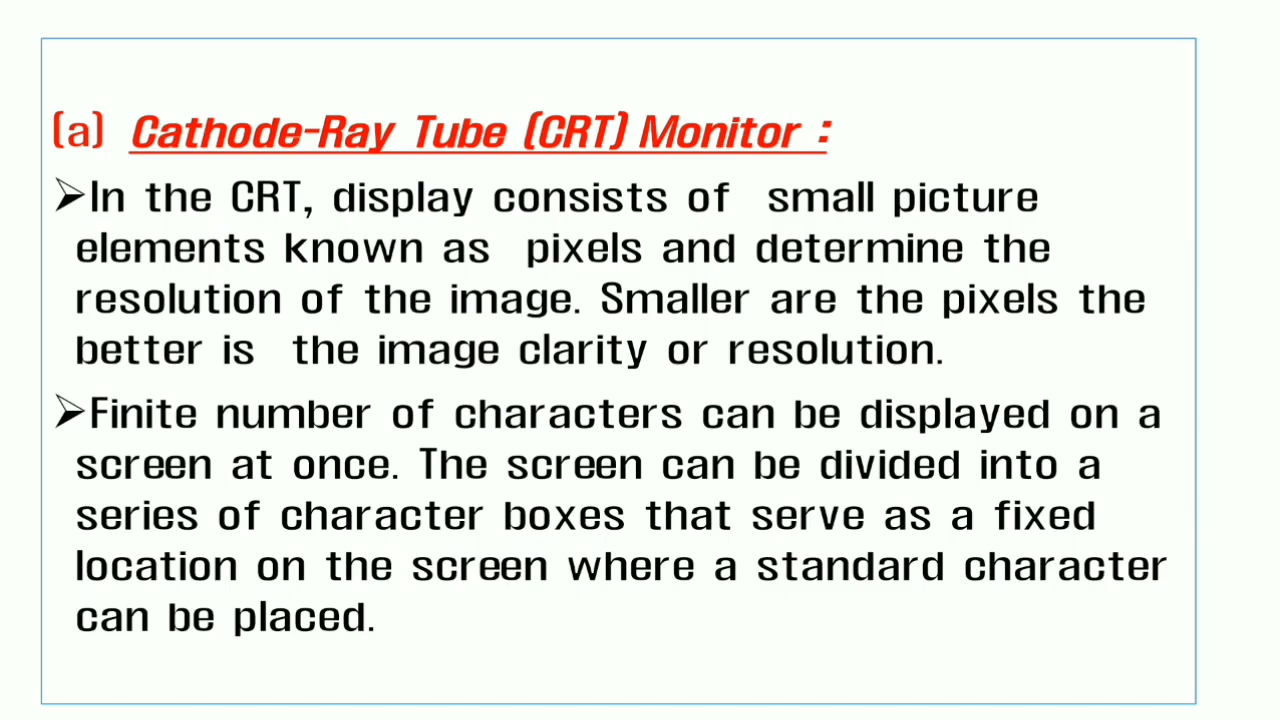 (a) Cathode-Ray Tube (CRT) Monitor :
➢In the CRT, display consists of small picture
elements known as pixels and determine the
resolution of the image. Smaller are the pixels the
better is the image clarity or resolution.
➢Finite number of characters can be displayed on a
screen at once. The screen can be divided into a
series of character boxes that serve as a fixed
location on the screen where a standard character
can be placed.